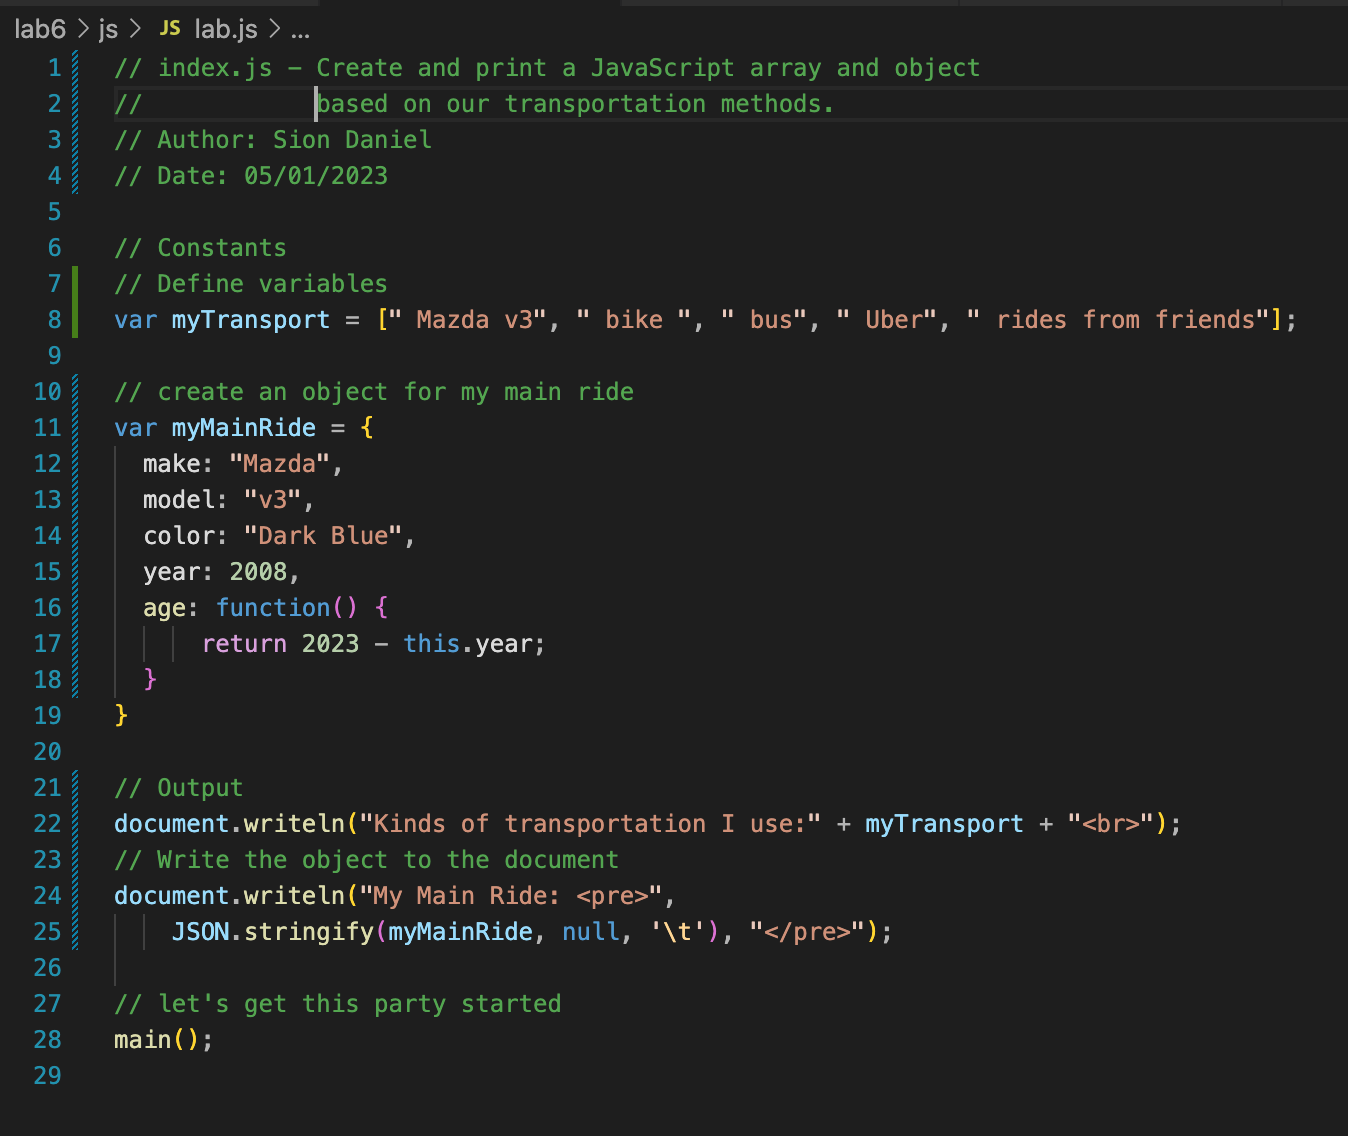 lab6 > js > JS lab.js > ...
1 // index.js – Create and print a JavaScript array and object
2 //            based on our transportation methods.
3 // Author: Sion Daniel
4 // Date: 05/01/2023
5
6 // Constants
7 // Define variables
8 var myTransport = [" Mazda v3", " bike ", " bus", " Uber", " rides from friends"];
9
10 // create an object for my main ride
11 var myMainRide = {
12   make: "Mazda",
13   model: "v3",
14   color: "Dark Blue",
15   year: 2008,
16   age: function() {
17       return 2023 – this.year;
18   }
19 }
20
21 // Output
22 document.writeln("Kinds of transportation I use:" + myTransport + "<br>");
23 // Write the object to the document
24 document.writeln("My Main Ride: <pre>",
25     JSON.stringify(myMainRide, null, '\t'), "</pre>");
26
27 // let's get this party started
28 main();
29